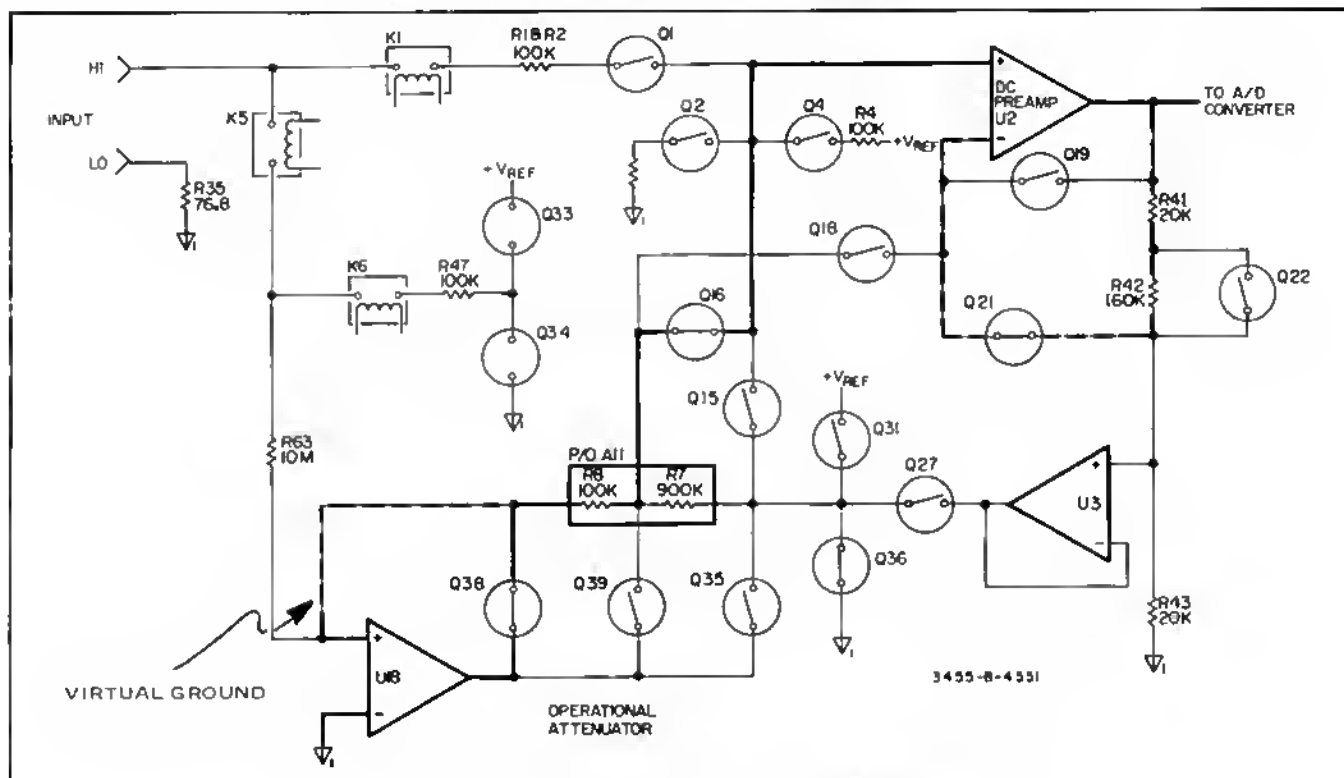 HI
K1
R1&R2
100K
Q1
INPUT
K5
LO
R35
76.8
Q2
Q4
R4
100K
+VREF
+
DC
PREAMP
U2
-
TO A/D
CONVERTER
Q19
R41
20K
+VREF
Q33
Q18
K6
R47
100K
Q16
Q34
Q21
R42
160K
Q22
Q15
+VREF
Q31
R63
10M
P/O A11
R8
100K
R7
900K
Q27
+
U3
-
Q38
Q39
Q35
Q36
R43
20K
+
U18
-
VIRTUAL GROUND
OPERATIONAL
ATTENUATOR
3455-B-4551